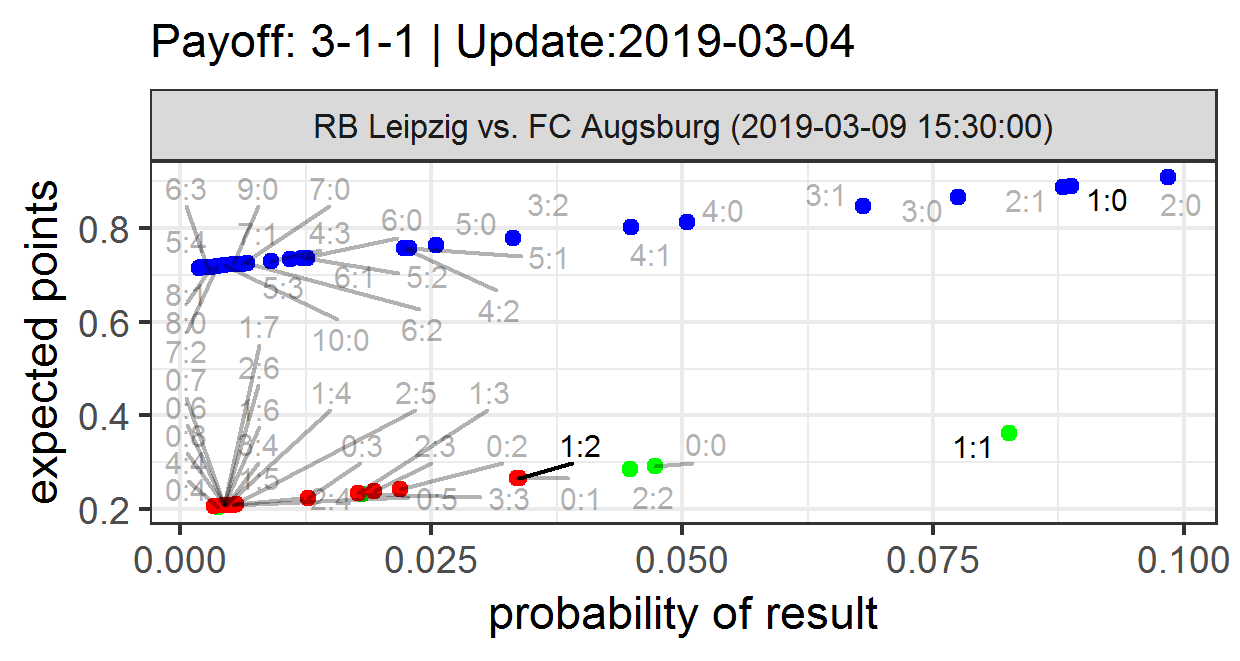 Payoff: 3-1-1 | Update:2019-03-04
RB Leipzig vs. FC Augsburg (2019-03-09 15:30:00)
expected points
0.8
0.6
0.4
0.2
6:3 9:0 7:0
3:2 3:1 3:0 2:1 1:0 2:0
6:0 5:0 4:0
5:4 7:1 4:3
5:1 4:1
8:1 5:3 6:1 5:2
4:2
8:0 1:7 10:0 6:2
7:2 2:6
0:7 1:4 2:5 1:3
0:6 1:6
3:4 0:3 2:3 0:2 1:2 0:0 1:1
4:4
0:4 1:5
2:4 0:5 3:3 0:1 2:2
0.000 0.025 0.050 0.075 0.100
probability of result